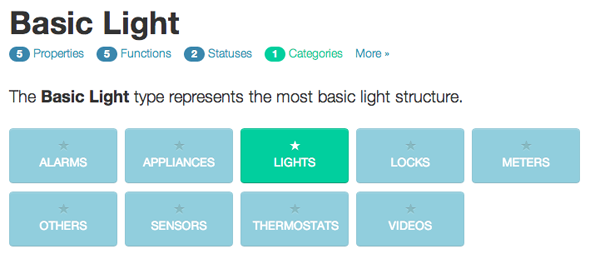 Basic Light
5 Properties 5 Functions 2 Statuses 1 Categories More »
The Basic Light type represents the most basic light structure.
ALARMS APPLIANCES LIGHTS LOCKS METERS
OTHERS SENSORS THERMOSTATS VIDEOS